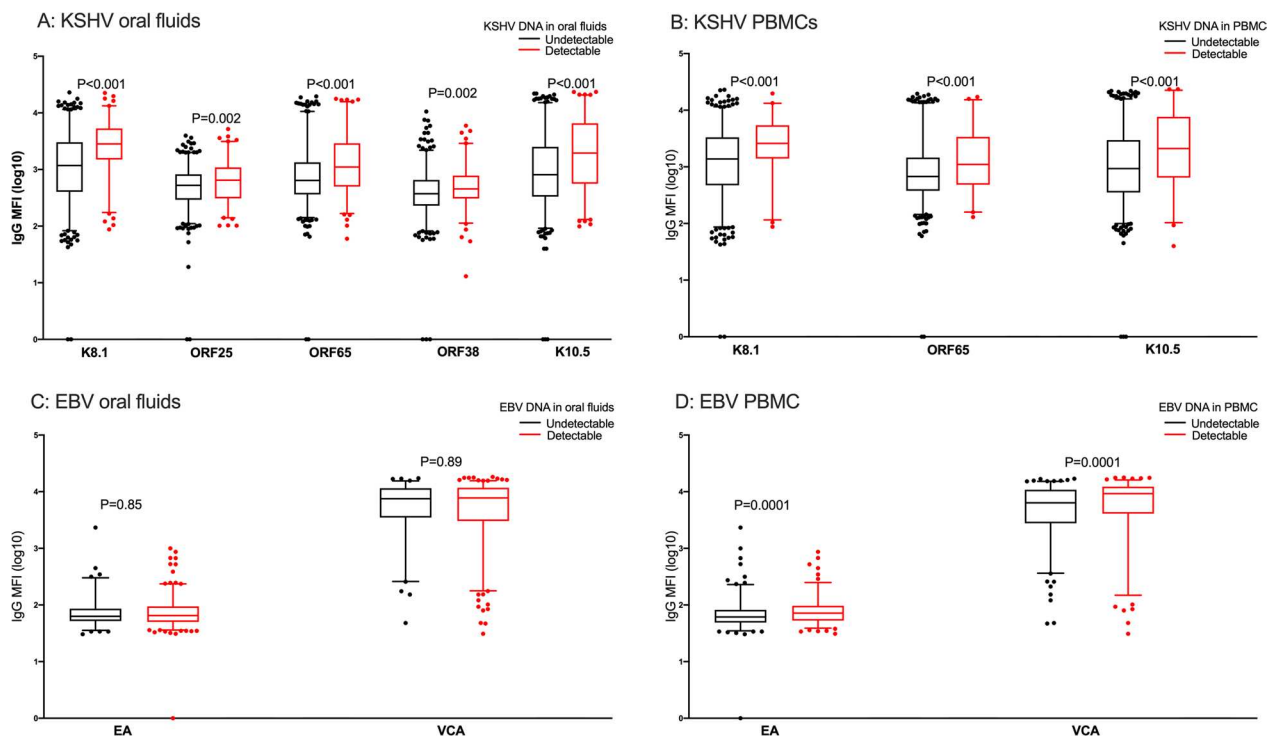 A: KSHV oral fluids
KSHV DNA in oral fluids
Undetectable
Detectable
IgG MFI (log10)
5
4
3
2
1
0
P<0.001
P=0.002
P<0.001
P=0.002
P<0.001
K8.1
ORF25
ORF65
ORF38
K10.5
B: KSHV PBMCs
KSHV DNA in PBMC
Undetectable
Detectable
IgG MFI (log10)
5
4
3
2
1
0
P<0.001
P<0.001
P<0.001
K8.1
ORF65
K10.5
C: EBV oral fluids
EBV DNA in oral fluids
Undetectable
Detectable
IgG MFI (log10)
5
4
3
2
1
0
P=0.85
P=0.89
EA
VCA
D: EBV PBMC
EBV DNA in PBMC
Undetectable
Detectable
IgG MFI (log10)
5
4
3
2
1
0
P=0.0001
P=0.0001
EA
VCA